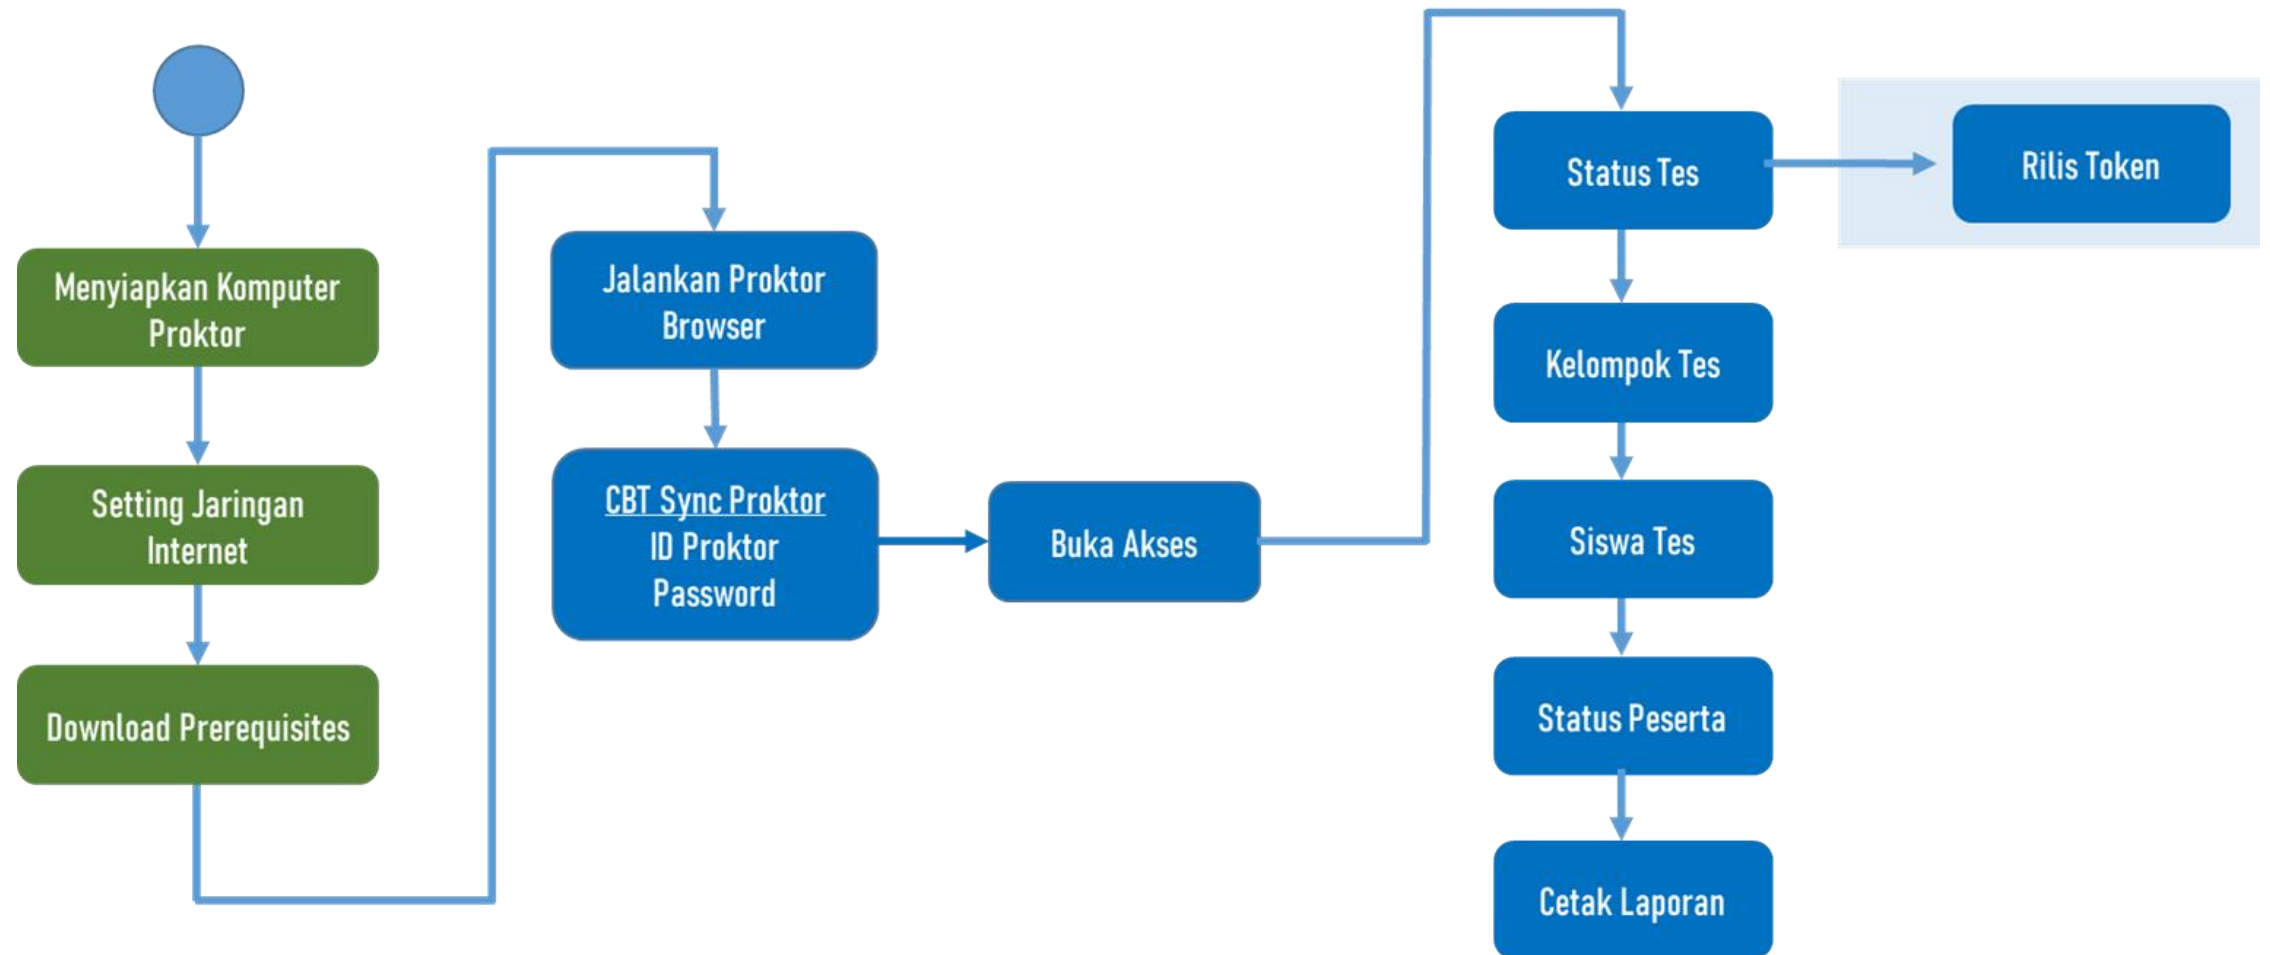 Menyiapkan Komputer
Proktor
Setting Jaringan
Internet
Download Prerequisites
Jalankan Proktor
Browser
CBT Sync Proktor
ID Proktor
Password
Buka Akses
Status Tes
Rilis Token
Kelompok Tes
Siswa Tes
Status Peserta
Cetak Laporan